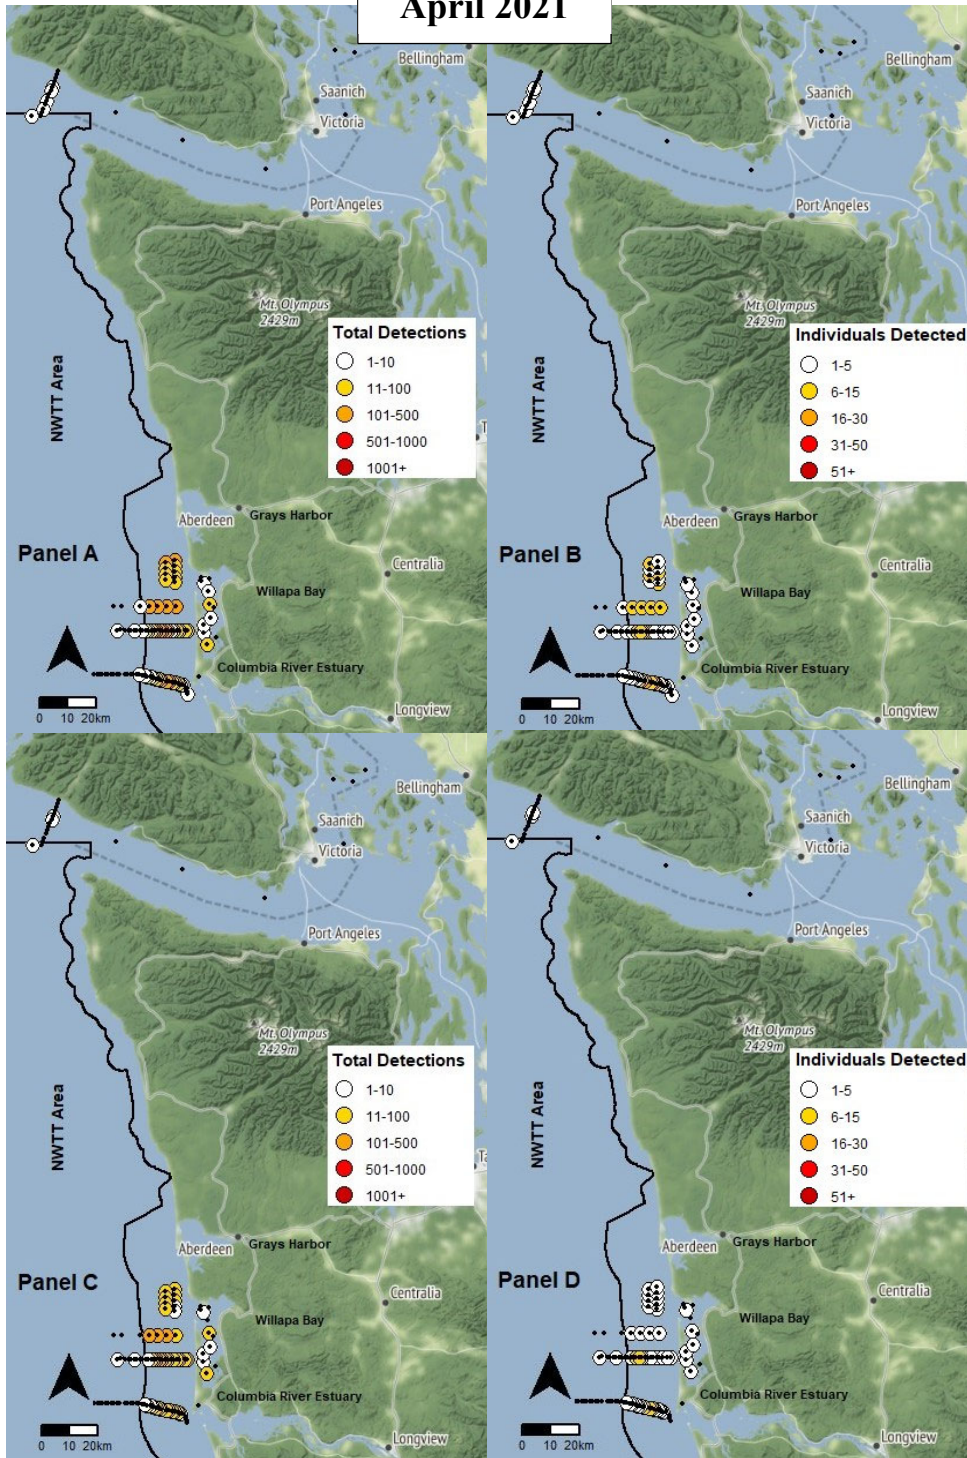 April 2021
Bellingham
Saanich
Victoria
Port Angeles
Mt. Olympus
2429m
NWTT Area
Total Detections
1-10
11-100
101-500
501-1000
1001+
Aberdeen
Grays Harbor
Panel A
Centralia
Willapa Bay
Columbia River Estuary
0 10 20km
Longview
Bellingham
Saanich
Victoria
Port Angeles
Mt. Olympus
2429m
NWTT Area
Individuals Detected
1-5
6-15
16-30
31-50
51+
Aberdeen
Grays Harbor
Panel B
Centralia
Willapa Bay
Columbia River Estuary
0 10 20km
Longview
Bellingham
Saanich
Victoria
Port Angeles
Mt. Olympus
2429m
NWTT Area
Total Detections
1-10
11-100
101-500
501-1000
1001+
Aberdeen
Grays Harbor
Panel C
Centralia
Willapa Bay
Columbia River Estuary
0 10 20km
Longview
Bellingham
Saanich
Victoria
Port Angeles
Mt. Olympus
2429m
NWTT Area
Individuals Detected
1-5
6-15
16-30
31-50
51+
Aberdeen
Grays Harbor
Panel D
Centralia
Willapa Bay
Columbia River Estuary
0 10 20km
Longview